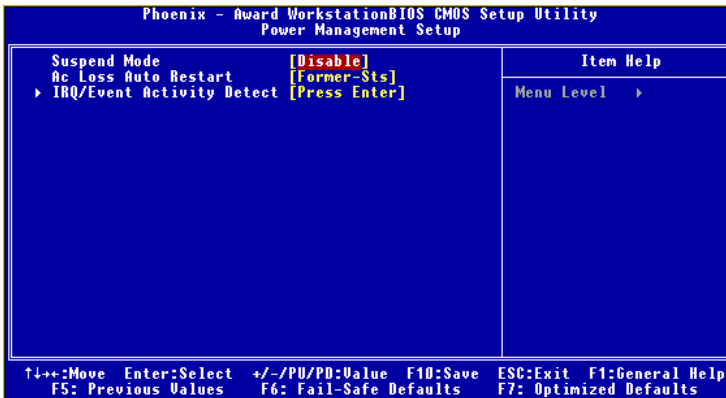 Phoenix - Award WorkstationBIOS CMOS Setup Utility
Power Management Setup
Suspend Mode [Disable]
Ac Loss Auto Restart [Former-Sts]
▸ IRQ/Event Activity Detect [Press Enter]
Item Help
Menu Level ▸
↑↓→←:Move Enter:Select +/-/PU/PD:Value F10:Save ESC:Exit F1:General Help
F5: Previous Values F6: Fail-Safe Defaults F7: Optimized Defaults